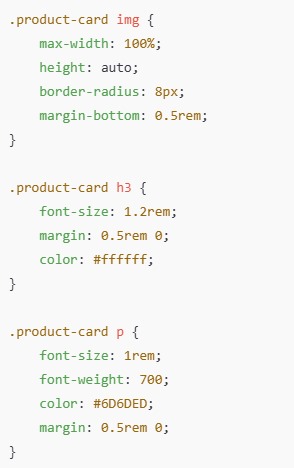 .product-card img {
    max-width: 100%;
    height: auto;
    border-radius: 8px;
    margin-bottom: 0.5rem;
}

.product-card h3 {
    font-size: 1.2rem;
    margin: 0.5rem 0;
    color: #ffffff;
}

.product-card p {
    font-size: 1rem;
    font-weight: 700;
    color: #6D6DED;
    margin: 0.5rem 0;
}